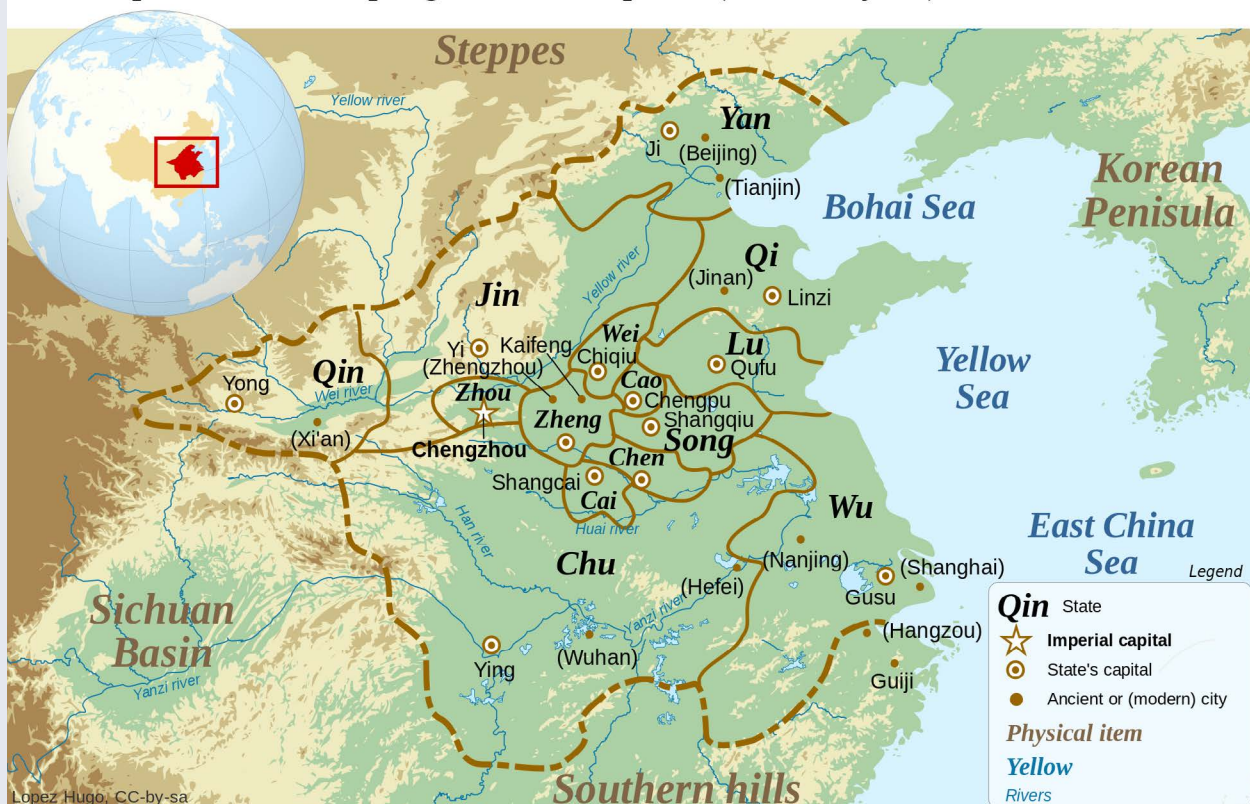 Steppes
Yellow river
Yan
Ji
(Beijing)
(Tianjin)
Korean
Penisula
Bohai Sea
Qi
(Jinan)
Linzi
Yellow river
Jin
Wei
Lu
Yi
Kaifeng
Chiqiu
Qufu
(Zhengzhou)
Yellow
Sea
Qin
Yong
Wei river
Zhou
Cao
Chengpu
Zheng
Shangqiu
(Xi'an)
Chengzhou
Song
Chen
Shangcai
Cai
Wu
Han river
Huai river
East China
Sea
Chu
(Nanjing)
(Shanghai)
(Hefei)
Gusu
Sichuan
Basin
Yanzi river
(Hangzou)
(Wuhan)
Ying
Guiji
Yanzi river
Southern hills
Lopez Hugo, CC-by-sa
Legend
Qin State
Imperial capital
State's capital
Ancient or (modern) city
Physical item
Yellow
Rivers